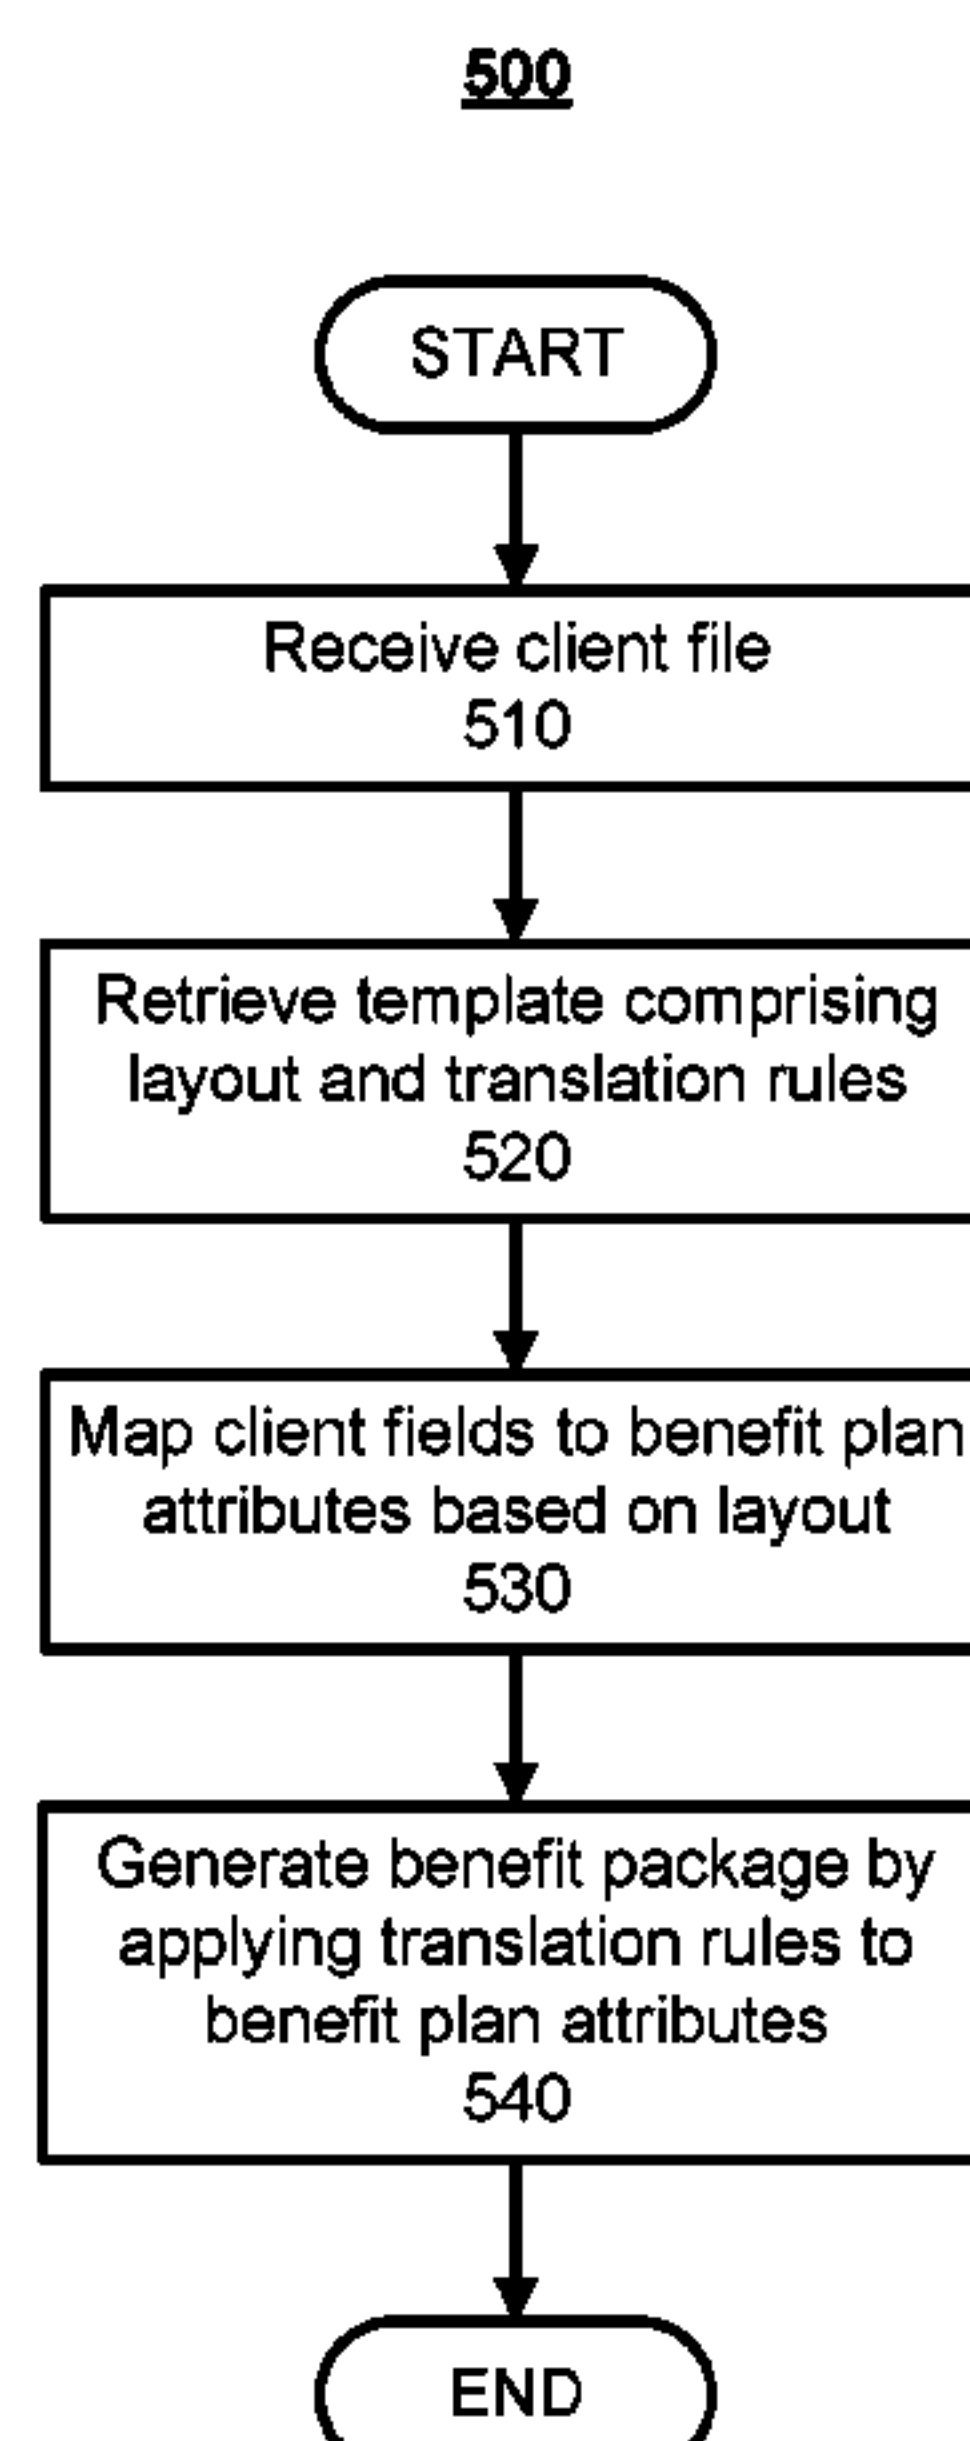 500
START
Receive client file
510
Retrieve template comprising
layout and translation rules
520
Map client fields to benefit plan
attributes based on layout
530
Generate benefit package by
applying translation rules to
benefit plan attributes
540
END